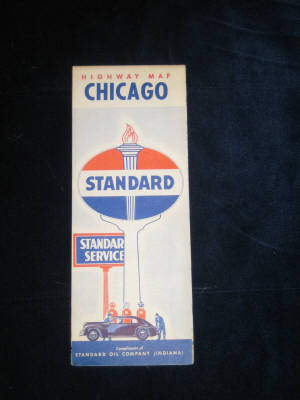 HIGHWAY MAP
CHICAGO
STANDARD
STANDAR
SERVICE
Compliments of
STANDARD OIL COMPANY (INDIANA)